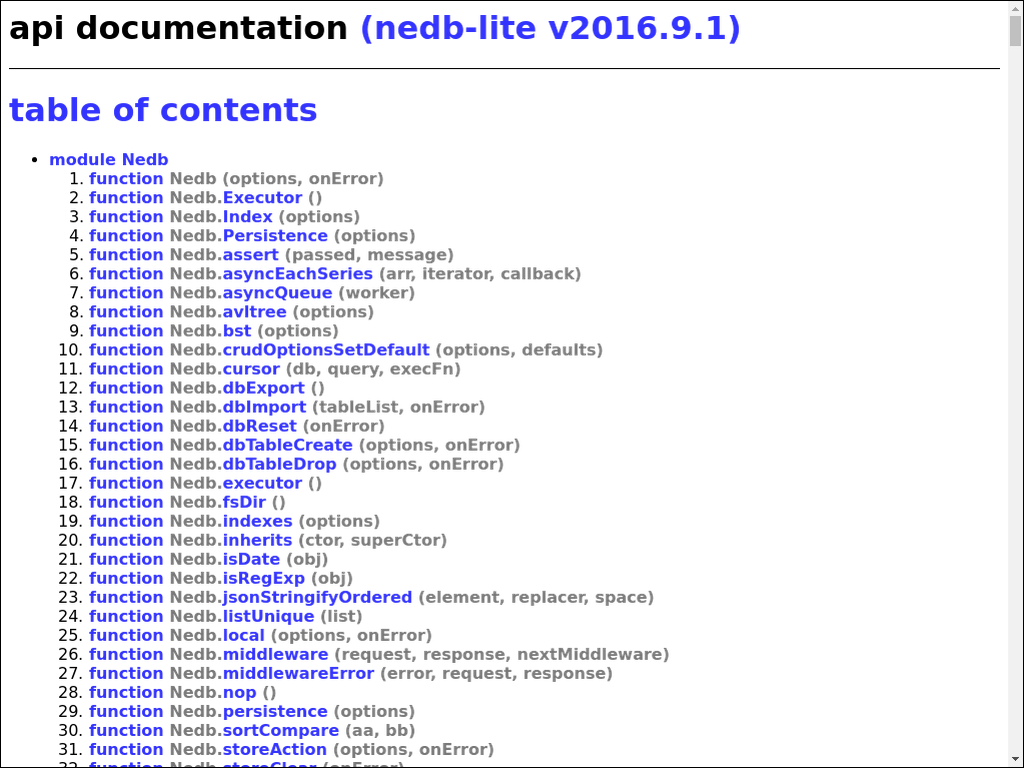 api documentation (nedb-lite v2016.9.1)
table of contents
• module Nedb
1. function Nedb (options, onError)
2. function Nedb.Executor ()
3. function Nedb.Index (options)
4. function Nedb.Persistence (options)
5. function Nedb.assert (passed, message)
6. function Nedb.asyncEachSeries (arr, iterator, callback)
7. function Nedb.asyncQueue (worker)
8. function Nedb.avltree (options)
9. function Nedb.bst (options)
10. function Nedb.crudOptionsSetDefault (options, defaults)
11. function Nedb.cursor (db, query, execFn)
12. function Nedb.dbExport ()
13. function Nedb.dbImport (tableList, onError)
14. function Nedb.dbReset (onError)
15. function Nedb.dbTableCreate (options, onError)
16. function Nedb.dbTableDrop (options, onError)
17. function Nedb.executor ()
18. function Nedb.fsDir ()
19. function Nedb.indexes (options)
20. function Nedb.inherits (ctor, superCtor)
21. function Nedb.isDate (obj)
22. function Nedb.isRegExp (obj)
23. function Nedb.jsonStringifyOrdered (element, replacer, space)
24. function Nedb.listUnique (list)
25. function Nedb.local (options, onError)
26. function Nedb.middleware (request, response, nextMiddleware)
27. function Nedb.middlewareError (error, request, response)
28. function Nedb.nop ()
29. function Nedb.persistence (options)
30. function Nedb.sortCompare (aa, bb)
31. function Nedb.storeAction (options, onError)
32. function Nedb.storeClear (onError)